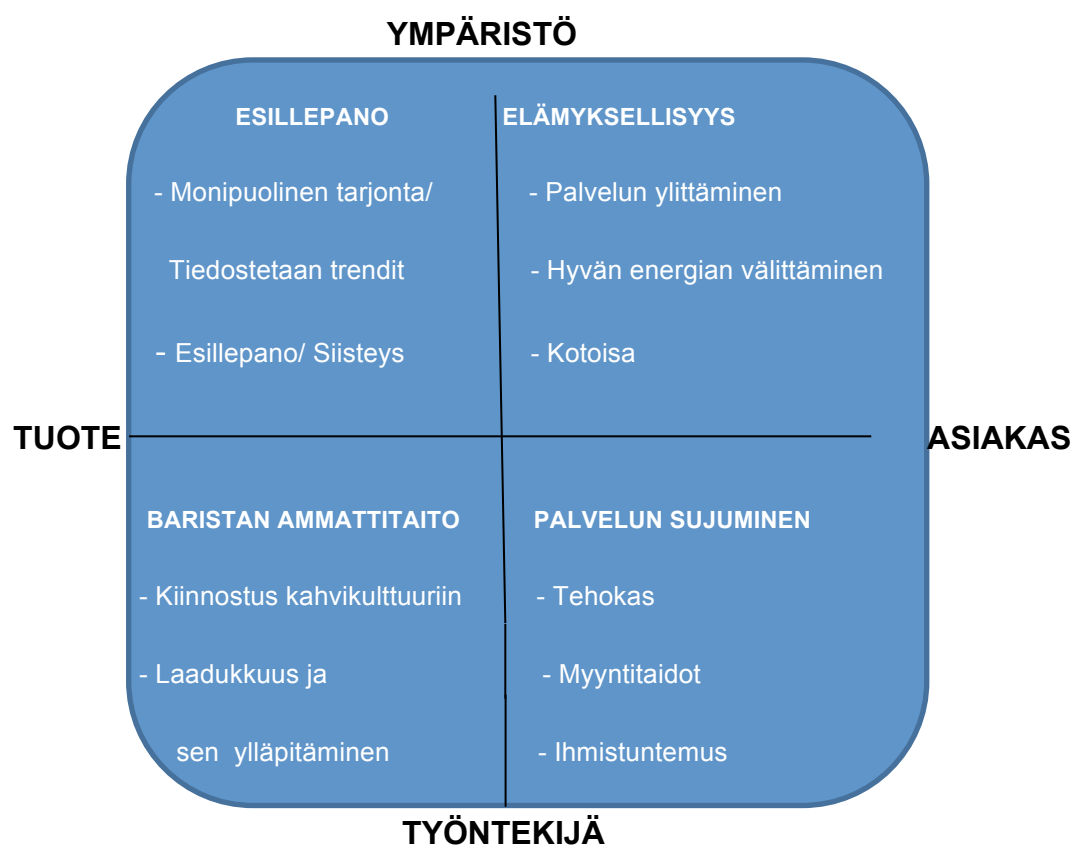 YMPÄRISTÖ
ESILLEPANO
- Monipuolinen tarjonta/
Tiedostetaan trendit
- Esillepano/ Siisteys
ELÄMYKSELLISYYS
- Palvelun ylittäminen
- Hyvän energian välittäminen
- Kotoisa
TUOTE
ASIAKAS
BARISTAN AMMATTITAITO
- Kiinnostus kahvikulttuuriin
- Laadukkuus ja
sen ylläpitäminen
PALVELUN SUJUMINEN
- Tehokas
- Myyntitaidot
- Ihmistuntemus
TYÖNTEKIJÄ